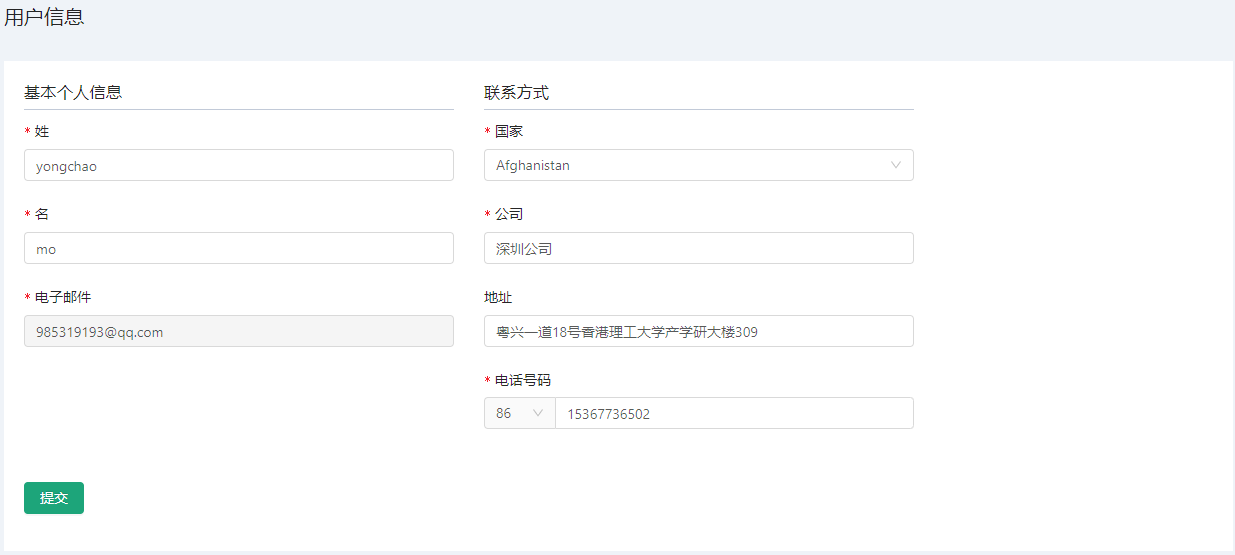 用户信息
基本个人信息
* 姓
yongchao
* 名
mo
* 电子邮件
985319193@qq.com
联系方式
* 国家
Afghanistan
* 公司
深圳公司
地址
粤兴一道18号香港理工大学产学研大楼309
* 电话号码
86 15367736502
提交